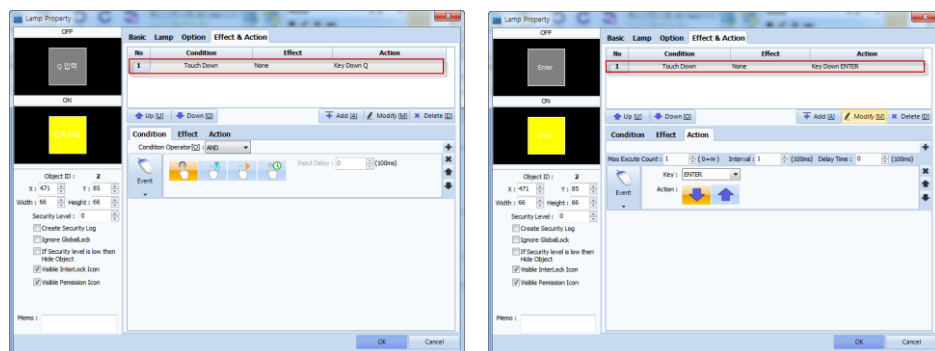 Lamp Property
OFF
Q 입력
ON
Object ID : 2
X : 471 Y : 85
Width : 66 Height : 66
Security Level : 0
Create Security Log
Ignore GlobalLock
If Security level is low then
Hide Object
Visible InterLock Icon
Visible Permission Icon
Memo :
Basic Lamp Option Effect & Action
No Condition Effect Action
1 Touch Down None Key Down Q
Up [U] Down [D] Add [A] Modify [M] Delete [D]
Condition Effect Action
Condition Operator[O] : AND
Event
Input Delay : 0 (100ms)
OK Cancel
Lamp Property
OFF
Enter
ON
Enter
Object ID : 2
X : 471 Y : 85
Width : 66 Height : 66
Security Level : 0
Create Security Log
Ignore GlobalLock
If Security level is low then
Hide Object
Visible InterLock Icon
Visible Permission Icon
Memo :
Basic Lamp Option Effect & Action
No Condition Effect Action
1 Touch Down None Key Down ENTER
Up [U] Down [D] Add [A] Modify [M] Delete [D]
Condition Effect Action
Max Excute Count : 1 (0=∞) Interval : 1 (100ms) Delay Time : 0 (100ms)
Event
Key : ENTER
Action :
OK Cancel